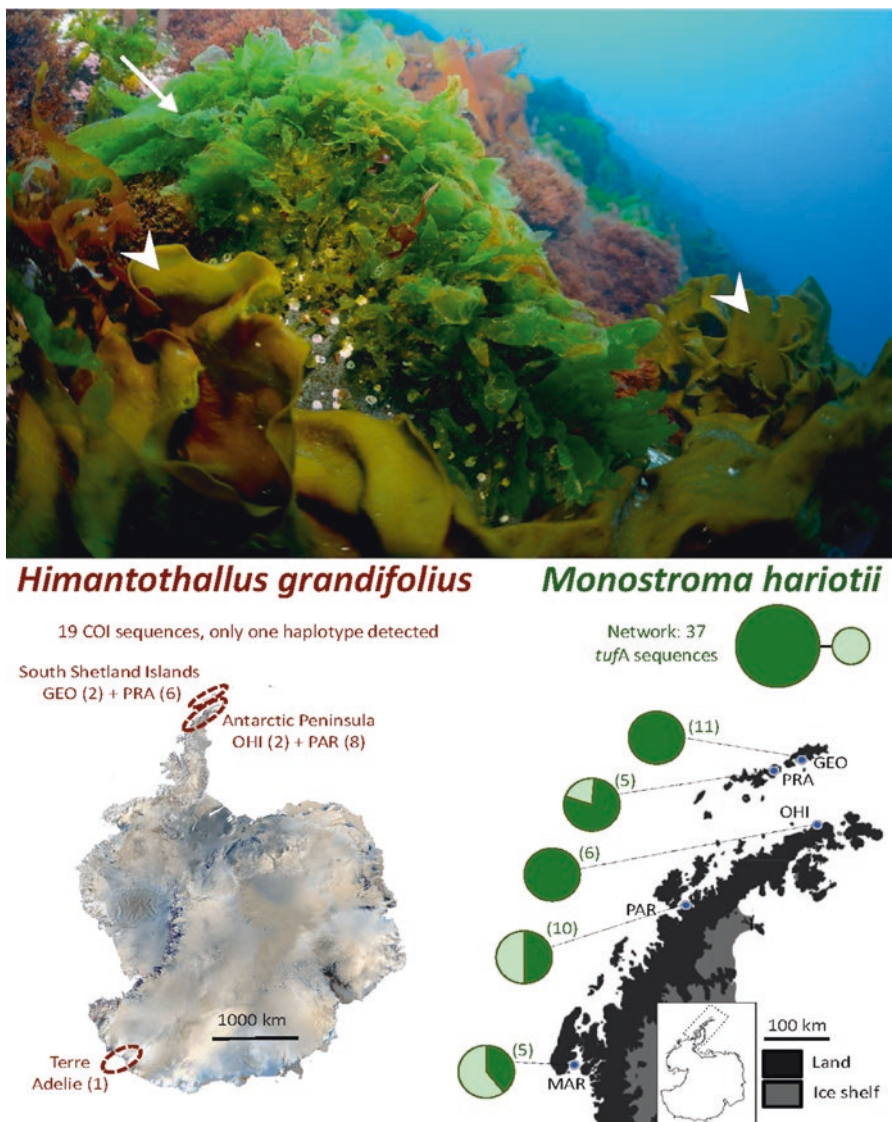 Himantothallus grandifolius
19 COI sequences, only one haplotype detected
South Shetland Islands
GEO (2) + PRA (6)
Antarctic Peninsula
OHI (2) + PAR (8)
1000 km
Terre
Adelie (1)
Monostroma hariotii
Network: 37
tufA sequences
(11)
GEO
PRA
(5)
OHI
(6)
PAR
(10)
(5)
MAR
100 km
Land
Ice shelf